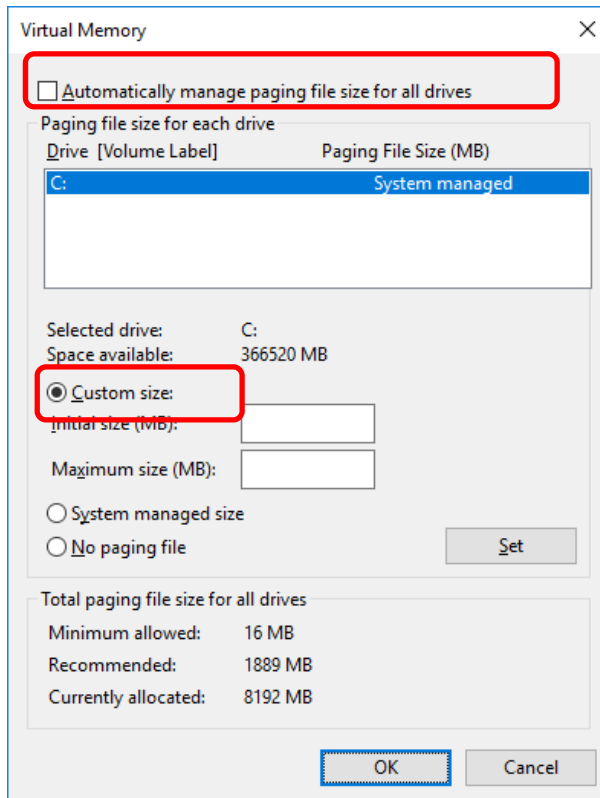 Virtual Memory
Automatically manage paging file size for all drives
Paging file size for each drive
Drive [Volume Label] Paging File Size (MB)
C: System managed
Selected drive: C:
Space available: 366520 MB
Custom size:
Initial size (MB):
Maximum size (MB):
System managed size
No paging file Set
Total paging file size for all drives
Minimum allowed: 16 MB
Recommended: 1889 MB
Currently allocated: 8192 MB
OK Cancel